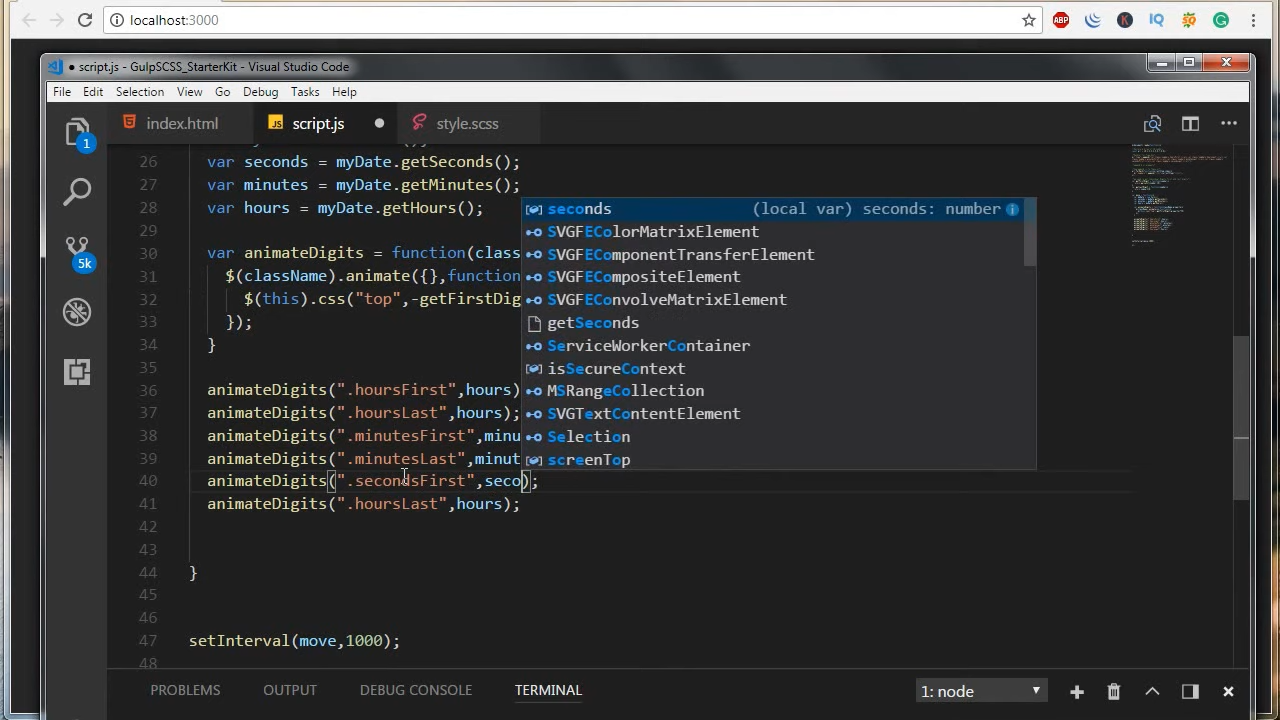 localhost:3000
ABP
K
IQ
script.js - GulpSCSS_StarterKit - Visual Studio Code
File Edit Selection View Go Debug Tasks Help
index.html script.js style.scss
1
5k
26 var seconds = myDate.getSeconds();
27 var minutes = myDate.getMinutes();
28 var hours = myDate.getHours();
29
30 var animateDigits = function(class
31 $(className).animate({},function
32 $(this).css("top",-getFirstDig
33 });
34 }
35
36 animateDigits(".hoursFirst",hours)
37 animateDigits(".hoursLast",hours);
38 animateDigits(".minutesFirst",minu
39 animateDigits(".minutesLast",minut
40 animateDigits(".secondsFirst",seco);
41 animateDigits(".hoursLast",hours);
42
43
44 }
45
46
47 setInterval(move,1000);
48
seconds (local var) seconds: number
SVGFEColorMatrixElement
SVGFEComponentTransferElement
SVGFECompositeElement
SVGFEConvolveMatrixElement
getSeconds
ServiceWorkerContainer
isSecureContext
MSRangeCollection
SVGTextContentElement
Selection
screenTop
PROBLEMS OUTPUT DEBUG CONSOLE TERMINAL 1: node